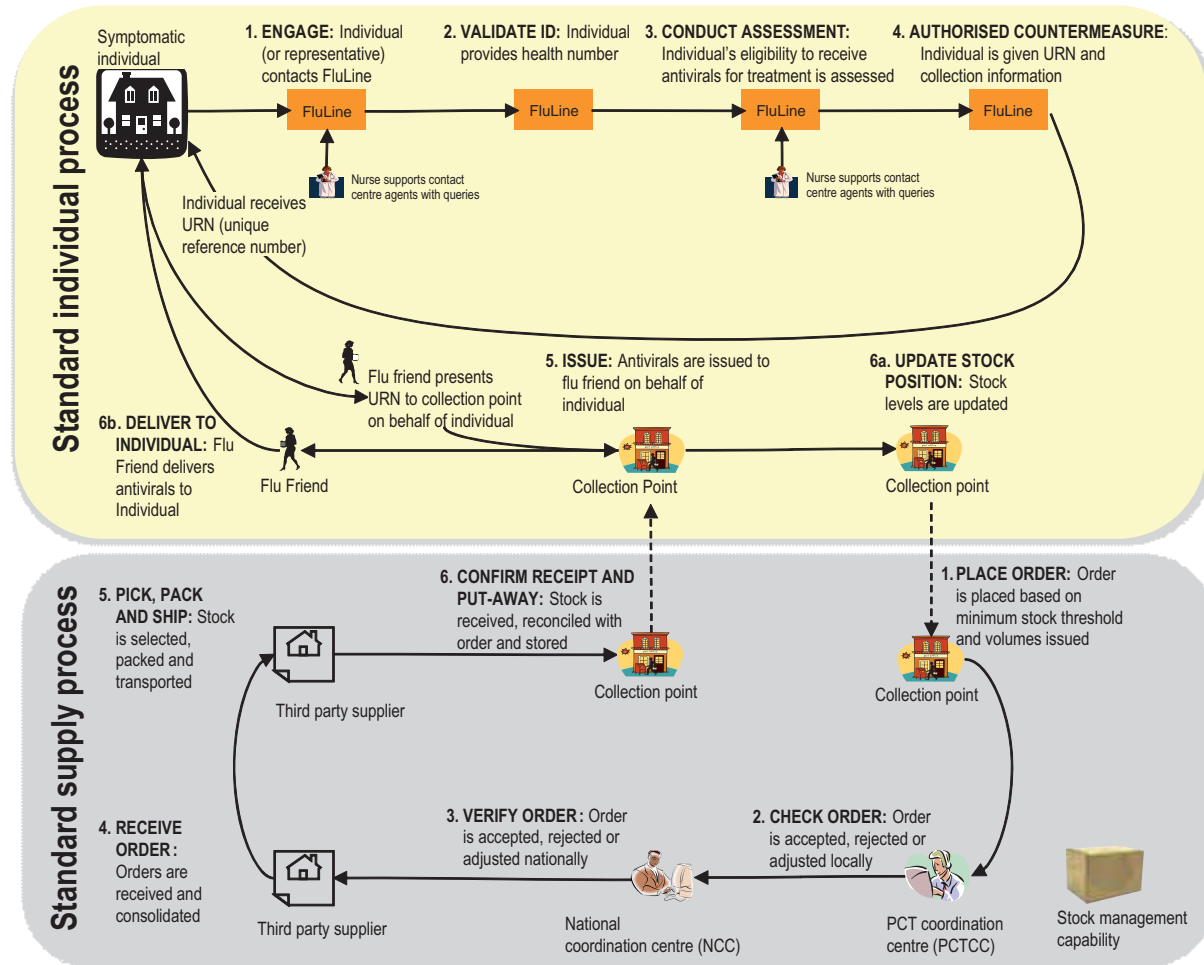 Standard individual process
Symptomatic
individual
1. ENGAGE: Individual
(or representative)
contacts FluLine
2. VALIDATE ID: Individual
provides health number
3. CONDUCT ASSESSMENT:
Individual's eligibility to receive
antivirals for treatment is assessed
4. AUTHORISED COUNTERMEASURE:
Individual is given URN and
collection information
FluLine
FluLine
FluLine
FluLine
Nurse supports contact
centre agents with queries
Nurse supports contact
centre agents with queries
Individual receives
URN (unique
reference number)
Flu friend presents
URN to collection point
on behalf of individual
5. ISSUE: Antivirals are issued to
flu friend on behalf of
individual
6a. UPDATE STOCK
POSITION: Stock
levels are updated
6b. DELIVER TO
INDIVIDUAL: Flu
Friend delivers
antivirals to
Individual
Flu Friend
Collection Point
Collection point
Standard supply process
5. PICK, PACK
AND SHIP: Stock
is selected,
packed and
transported
Third party supplier
6. CONFIRM RECEIPT AND
PUT-AWAY: Stock is
received, reconciled with
order and stored
Collection point
1. PLACE ORDER: Order
is placed based on
minimum stock threshold
and volumes issued
Collection point
4. RECEIVE
ORDER:
Orders are
received and
consolidated
Third party supplier
3. VERIFY ORDER: Order
is accepted, rejected or
adjusted nationally
National
coordination centre (NCC)
2. CHECK ORDER: Order
is accepted, rejected or
adjusted locally
PCT coordination
centre (PCTCC)
Stock management
capability